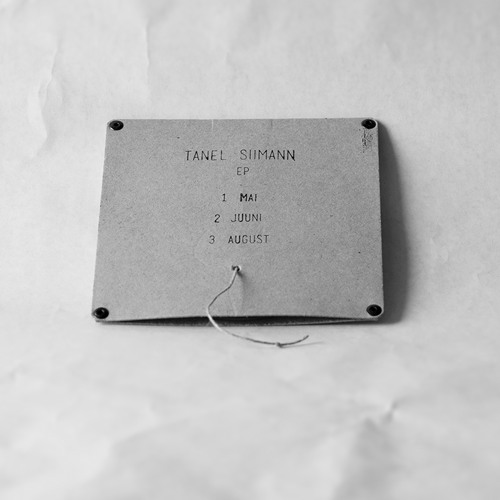 TANEL SIIMANN
EP
1 MAI
2 JUUNI
3 AUGUST